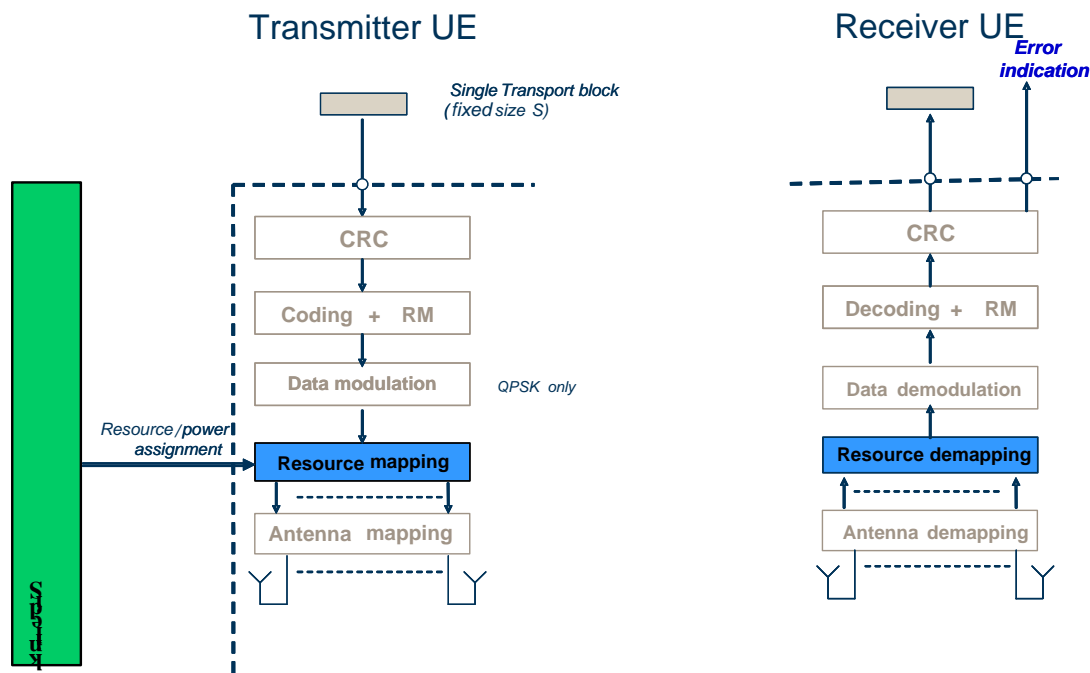 Transmitter UE
Receiver UE
Error
indication
Single Transport block
(fixed size S)
CRC
CRC
Coding + RM
Decoding + RM
Data modulation
QPSK only
Data demodulation
Resource/power
assignment
Resource mapping
Resource demapping
Antenna mapping
Antenna demapping